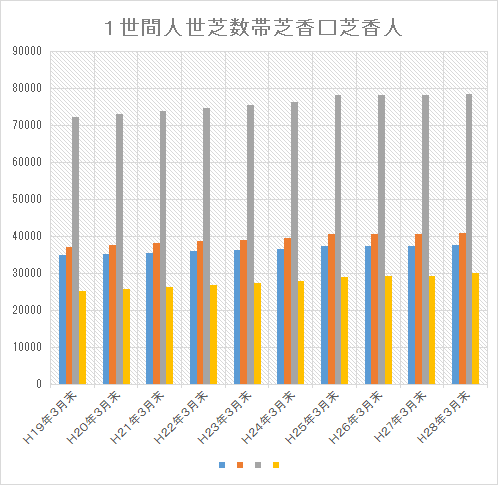 １世間人世芝数帯芝香口芝香人
90000
80000
70000
60000
50000
40000
30000
20000
10000
0
H19年3月末
H20年3月末
H21年3月末
H22年3月末
H23年3月末
H24年3月末
H25年3月末
H26年3月末
H27年3月末
H28年3月末